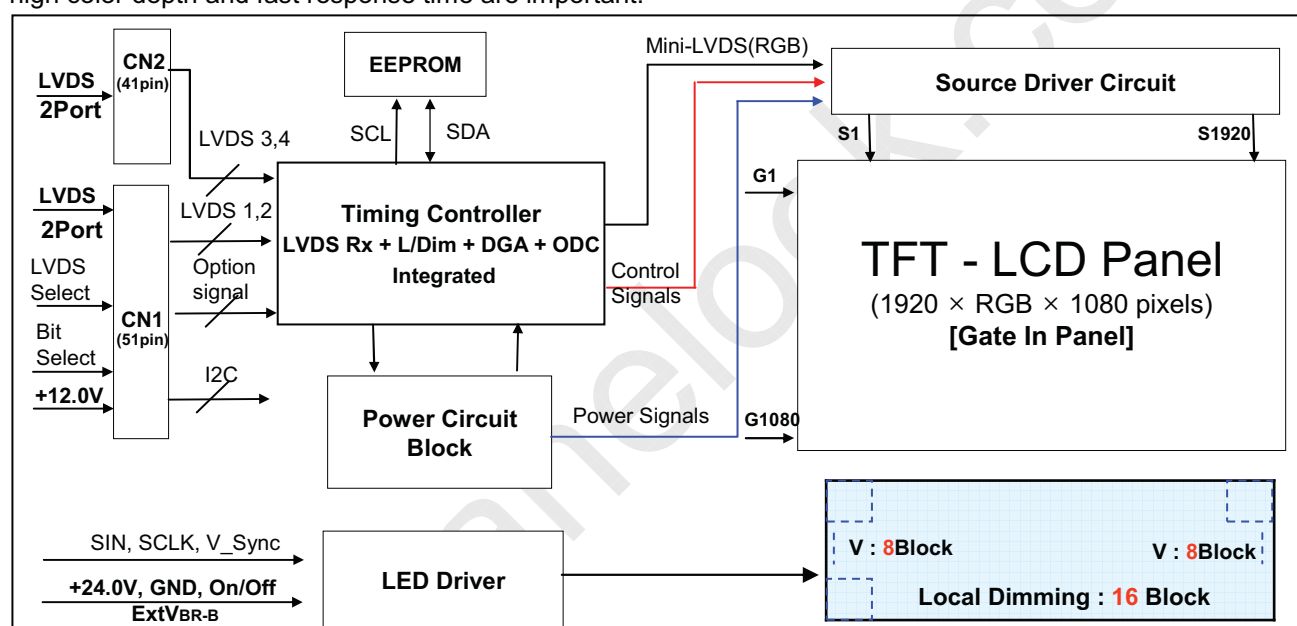 high color depth and fast response time are important.
CN2
(41pin)
LVDS
2Port
LVDS 3,4
EEPROM
SCL
SDA
Mini-LVDS(RGB)
Source Driver Circuit
S1
S1920
LVDS
2Port
LVDS
Select
Bit
Select
+12.0V
CN1
(51pin)
LVDS 1,2
Option
signal
I2C
Timing Controller
LVDS Rx + L/Dim + DGA + ODC
Integrated
Control
Signals
G1
TFT - LCD Panel
(1920 × RGB × 1080 pixels)
[Gate In Panel]
G1080
Power Circuit
Block
Power Signals
SIN, SCLK, V_Sync
+24.0V, GND, On/Off
ExtVBR-B
LED Driver
V : 8Block
V : 8Block
Local Dimming : 16 Block